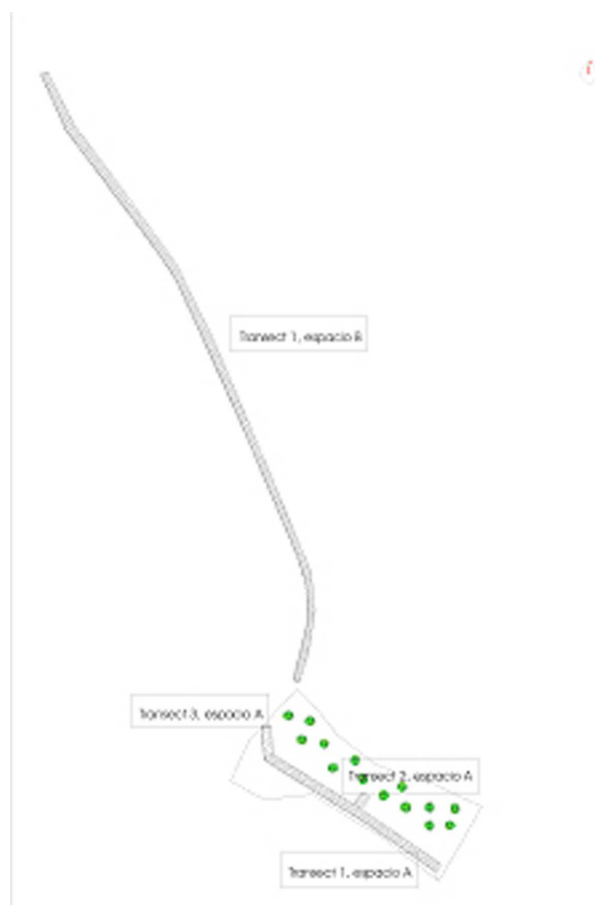 Transect 1, espacio B
Transect 3, espacio A
Transect 2, espacio A
Transect 1, espacio A